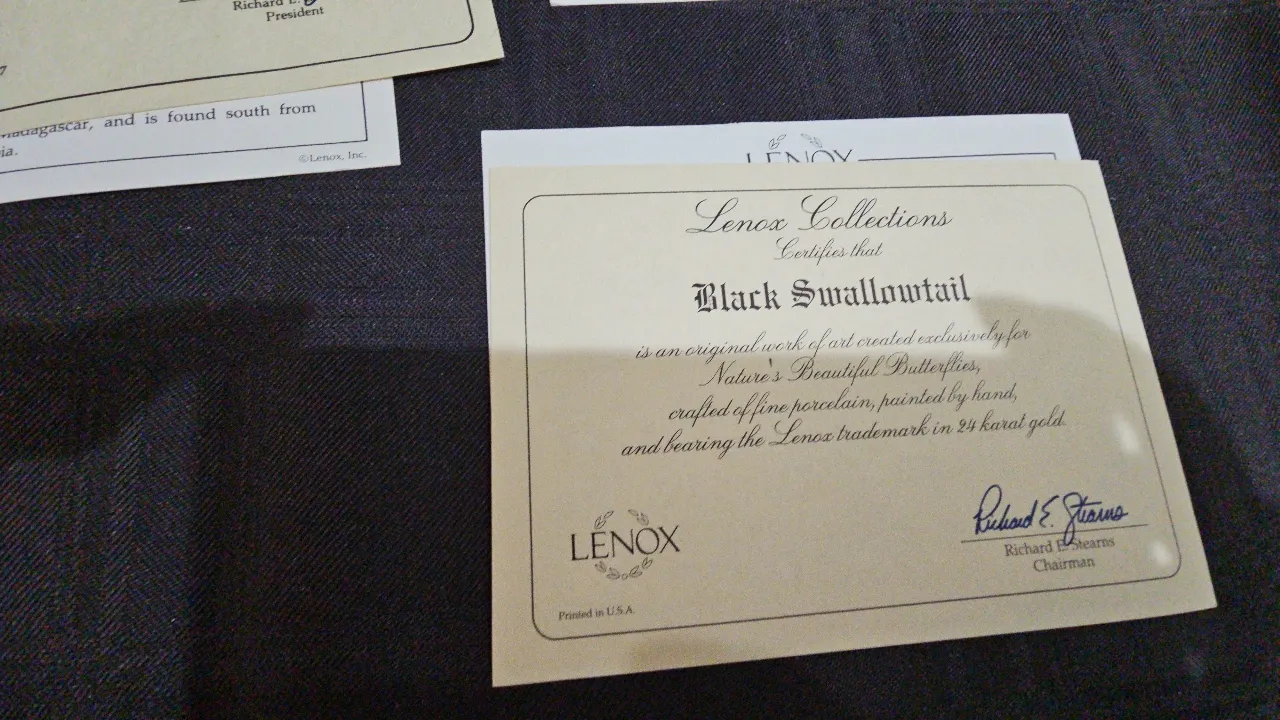 Richard E.
President
7
and is found south from
ia.
©Lenox, Inc.
LENOX
Lenox Collections
Certifies that
Black Swallowtail
is an original work of art created exclusively for
Nature's Beautiful Butterflies,
crafted of fine porcelain, painted by hand,
and bearing the Lenox trademark in 24 karat gold.
Richard E. Stearns
Richard E. Stearns
Chairman
LENOX
Printed in U.S.A.